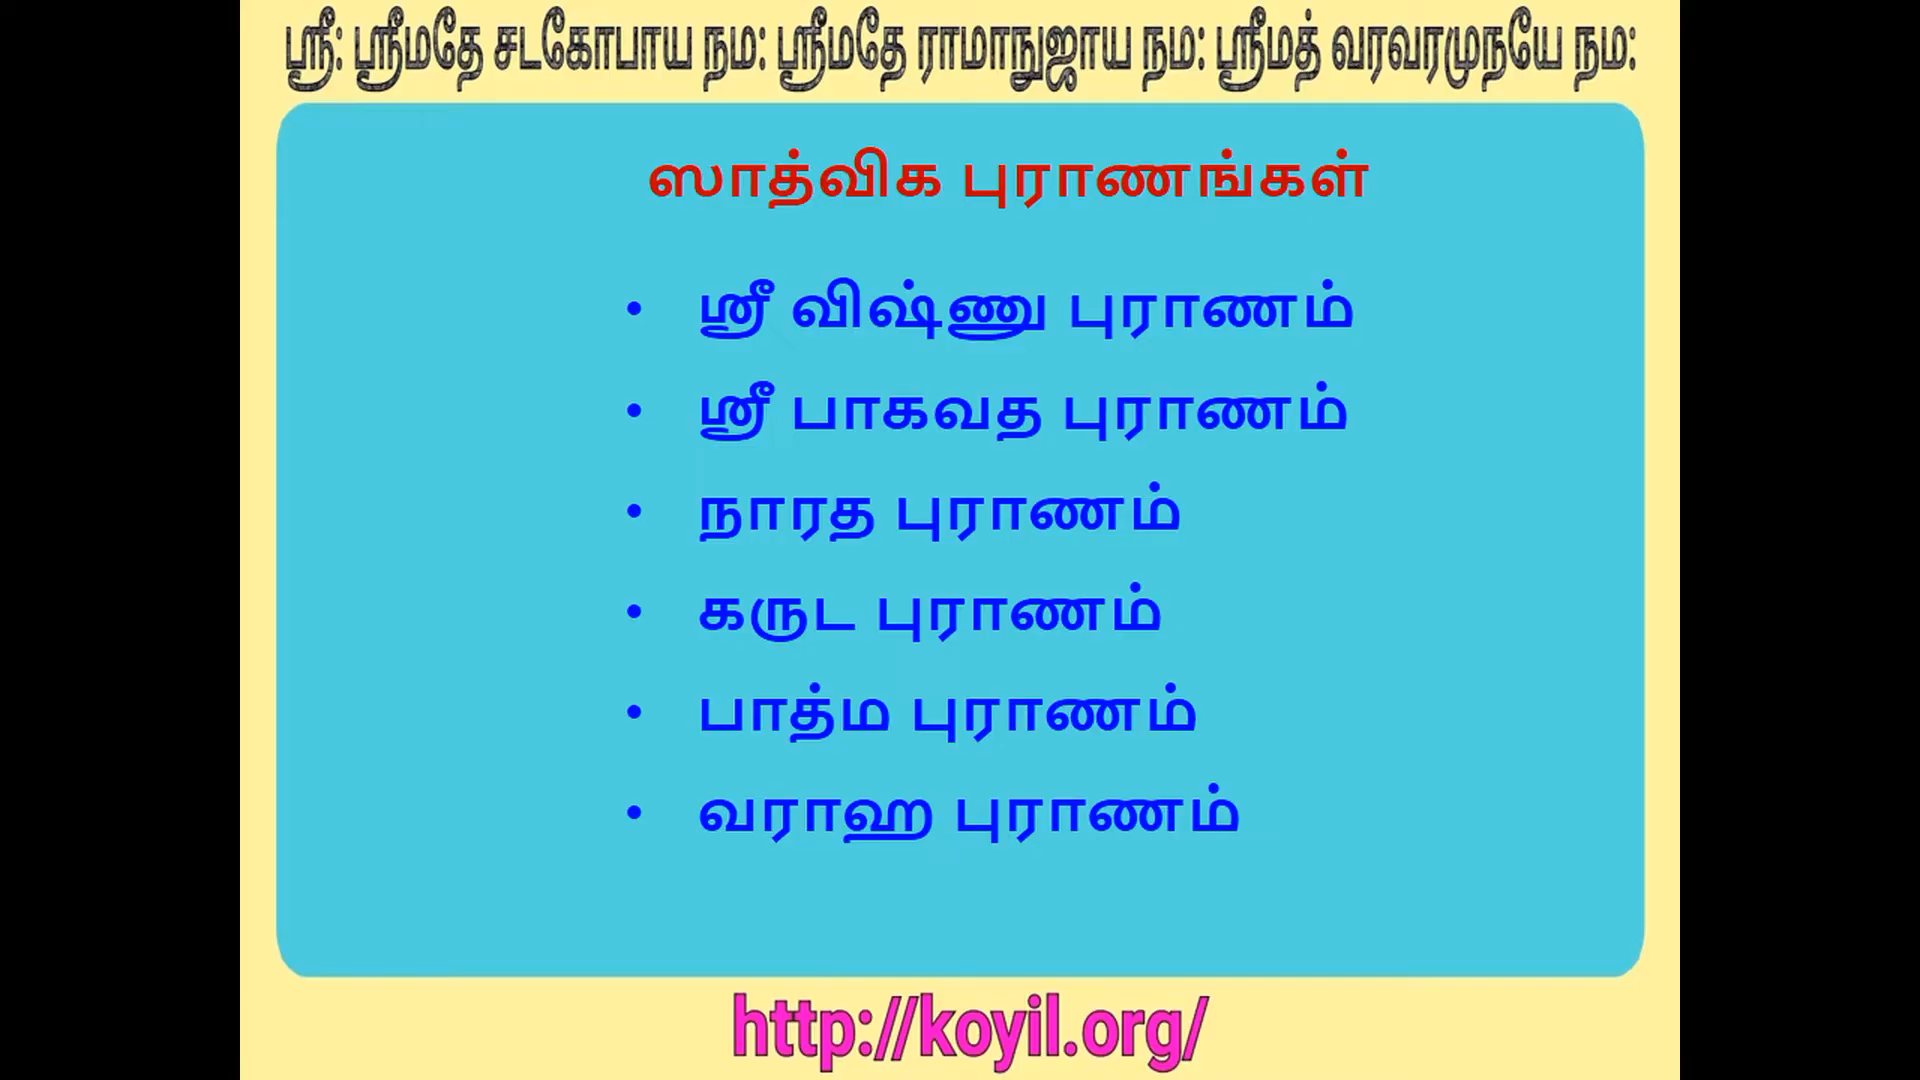 ஸ்ரீ: ஸ்ரீமதே சடகோபாய நம: ஸ்ரீமதே ராமாநுஜாய நம: ஸ்ரீமத் வரவரமுநயே நம:
ஸாத்விக புராணங்கள்
• ஸ்ரீ விஷ்ணு புராணம்
• ஸ்ரீ பாகவத புராணம்
• நாரத புராணம்
• கருட புராணம்
• பாத்ம புராணம்
• வராஹ புராணம்
http://koyil.org/